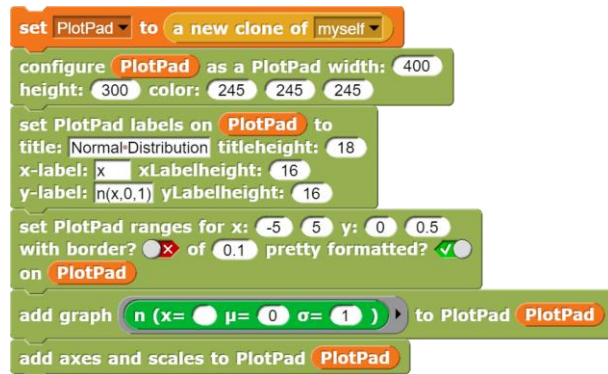 set PlotPad to a new clone of myself
configure PlotPad as a PlotPad width: 400
height: 300 color: 245 245 245
set PlotPad labels on PlotPad to
title: Normal Distribution titleheight: 18
x-label: x xLabelheight: 16
y-label: n(x,0,1) yLabelheight: 16
set PlotPad ranges for x: -5 5 y: 0 0.5
with border? of 0.1 pretty formatted?
on PlotPad
add graph n (x= μ= 0 σ= 1 ) to PlotPad PlotPad
add axes and scales to PlotPad PlotPad